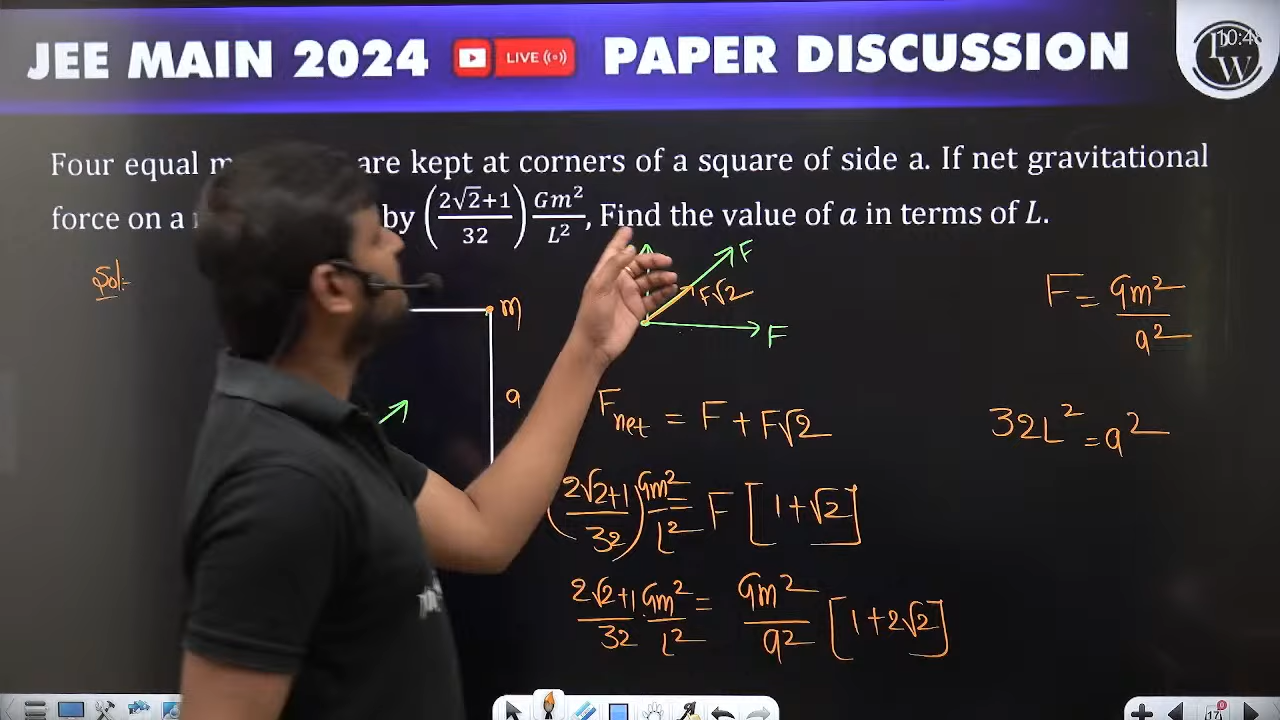 JEE MAIN 2024 LIVE PAPER DISCUSSION
Four equal m are kept at corners of a square of side a. If net gravitational
force on a by (2√2+1/32) Gm²/L², Find the value of a in terms of L.
Sol:-
m
a
F
F√2
F
F = Gm²/a²
Fnet = F + F√2
32L² = a²
(2√2+1/32) Gm²/L² = F [1+√2]
2√2+1/32 Gm²/L² = Gm²/a² [1+2√2]